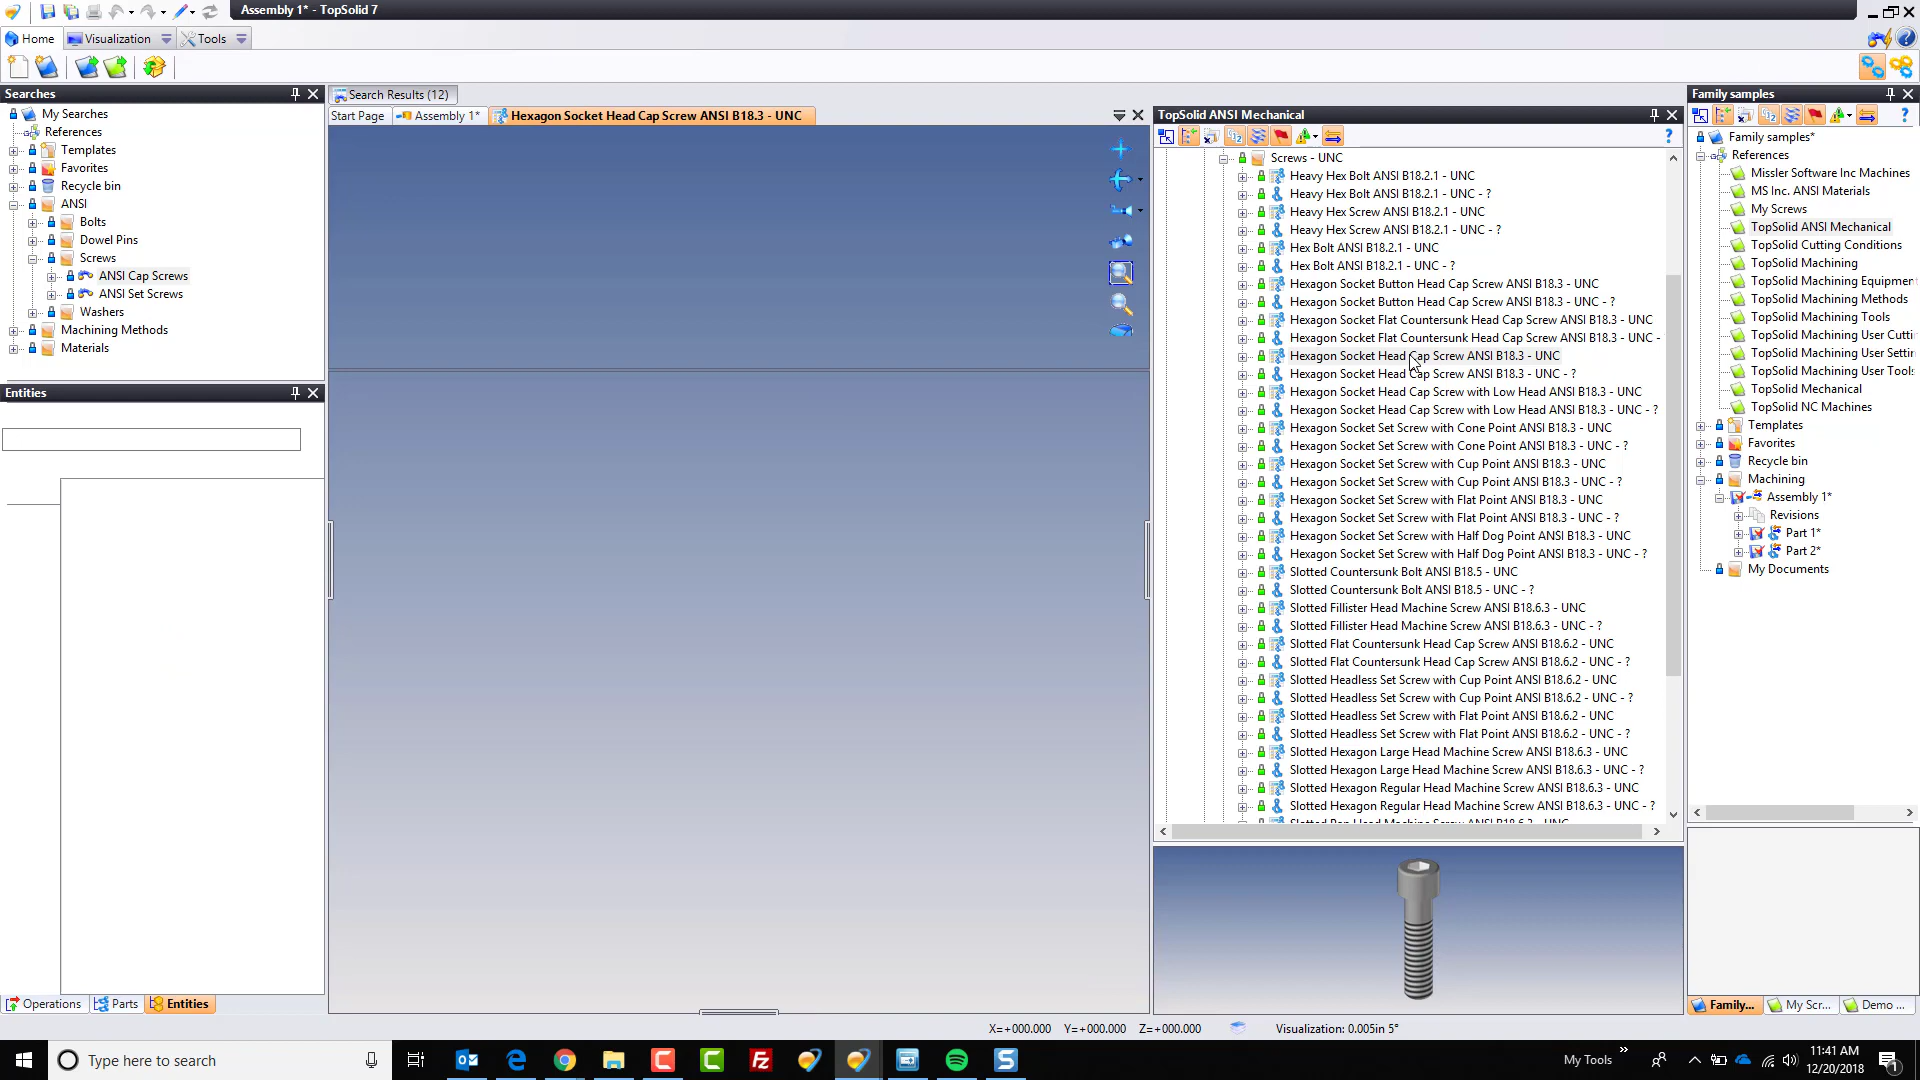 Assembly 1* - TopSolid 7
Home
Visualization
Tools
Searches
My Searches
References
Templates
Favorites
Recycle bin
ANSI
Bolts
Dowel Pins
Screws
ANSI Cap Screws
ANSI Set Screws
Washers
Machining Methods
Materials
Entities
Operations
Parts
Entities
Search Results (12)
Start Page
Assembly 1*
Hexagon Socket Head Cap Screw ANSI B18.3 - UNC
TopSolid ANSI Mechanical
Screws - UNC
Heavy Hex Bolt ANSI B18.2.1 - UNC
Heavy Hex Bolt ANSI B18.2.1 - UNC - ?
Heavy Hex Screw ANSI B18.2.1 - UNC
Heavy Hex Screw ANSI B18.2.1 - UNC - ?
Hex Bolt ANSI B18.2.1 - UNC
Hex Bolt ANSI B18.2.1 - UNC - ?
Hexagon Socket Button Head Cap Screw ANSI B18.3 - UNC
Hexagon Socket Button Head Cap Screw ANSI B18.3 - UNC - ?
Hexagon Socket Flat Countersunk Head Cap Screw ANSI B18.3 - UNC
Hexagon Socket Flat Countersunk Head Cap Screw ANSI B18.3 - UNC -
Hexagon Socket Head Cap Screw ANSI B18.3 - UNC
Hexagon Socket Head Cap Screw ANSI B18.3 - UNC - ?
Hexagon Socket Head Cap Screw with Low Head ANSI B18.3 - UNC
Hexagon Socket Head Cap Screw with Low Head ANSI B18.3 - UNC - ?
Hexagon Socket Set Screw with Cone Point ANSI B18.3 - UNC
Hexagon Socket Set Screw with Cone Point ANSI B18.3 - UNC - ?
Hexagon Socket Set Screw with Cup Point ANSI B18.3 - UNC
Hexagon Socket Set Screw with Cup Point ANSI B18.3 - UNC - ?
Hexagon Socket Set Screw with Flat Point ANSI B18.3 - UNC
Hexagon Socket Set Screw with Flat Point ANSI B18.3 - UNC - ?
Hexagon Socket Set Screw with Half Dog Point ANSI B18.3 - UNC
Hexagon Socket Set Screw with Half Dog Point ANSI B18.3 - UNC - ?
Slotted Countersunk Bolt ANSI B18.5 - UNC
Slotted Countersunk Bolt ANSI B18.5 - UNC - ?
Slotted Fillister Head Machine Screw ANSI B18.6.3 - UNC
Slotted Fillister Head Machine Screw ANSI B18.6.3 - UNC - ?
Slotted Flat Countersunk Head Cap Screw ANSI B18.6.2 - UNC
Slotted Flat Countersunk Head Cap Screw ANSI B18.6.2 - UNC - ?
Slotted Headless Set Screw with Cup Point ANSI B18.6.2 - UNC
Slotted Headless Set Screw with Cup Point ANSI B18.6.2 - UNC - ?
Slotted Headless Set Screw with Flat Point ANSI B18.6.2 - UNC
Slotted Headless Set Screw with Flat Point ANSI B18.6.2 - UNC - ?
Slotted Hexagon Large Head Machine Screw ANSI B18.6.3 - UNC
Slotted Hexagon Large Head Machine Screw ANSI B18.6.3 - UNC - ?
Slotted Hexagon Regular Head Machine Screw ANSI B18.6.3 - UNC
Slotted Hexagon Regular Head Machine Screw ANSI B18.6.3 - UNC - ?
Family samples
Family samples*
References
Missler Software Inc Machines
MS Inc. ANSI Materials
My Screws
TopSolid ANSI Mechanical
TopSolid Cutting Conditions
TopSolid Machining
TopSolid Machining Equipmen
TopSolid Machining Methods
TopSolid Machining Tools
TopSolid Machining User Cutti
TopSolid Machining User Settin
TopSolid Machining User Tools
TopSolid Mechanical
TopSolid NC Machines
Templates
Favorites
Recycle bin
Machining
Assembly 1*
Revisions
Part 1*
Part 2*
My Documents
Family...
My Scr...
Demo ...
X=+000.000 Y=+000.000 Z=+000.000
Visualization: 0.005in 5°
Type here to search
My Tools
11:41 AM
12/20/2018